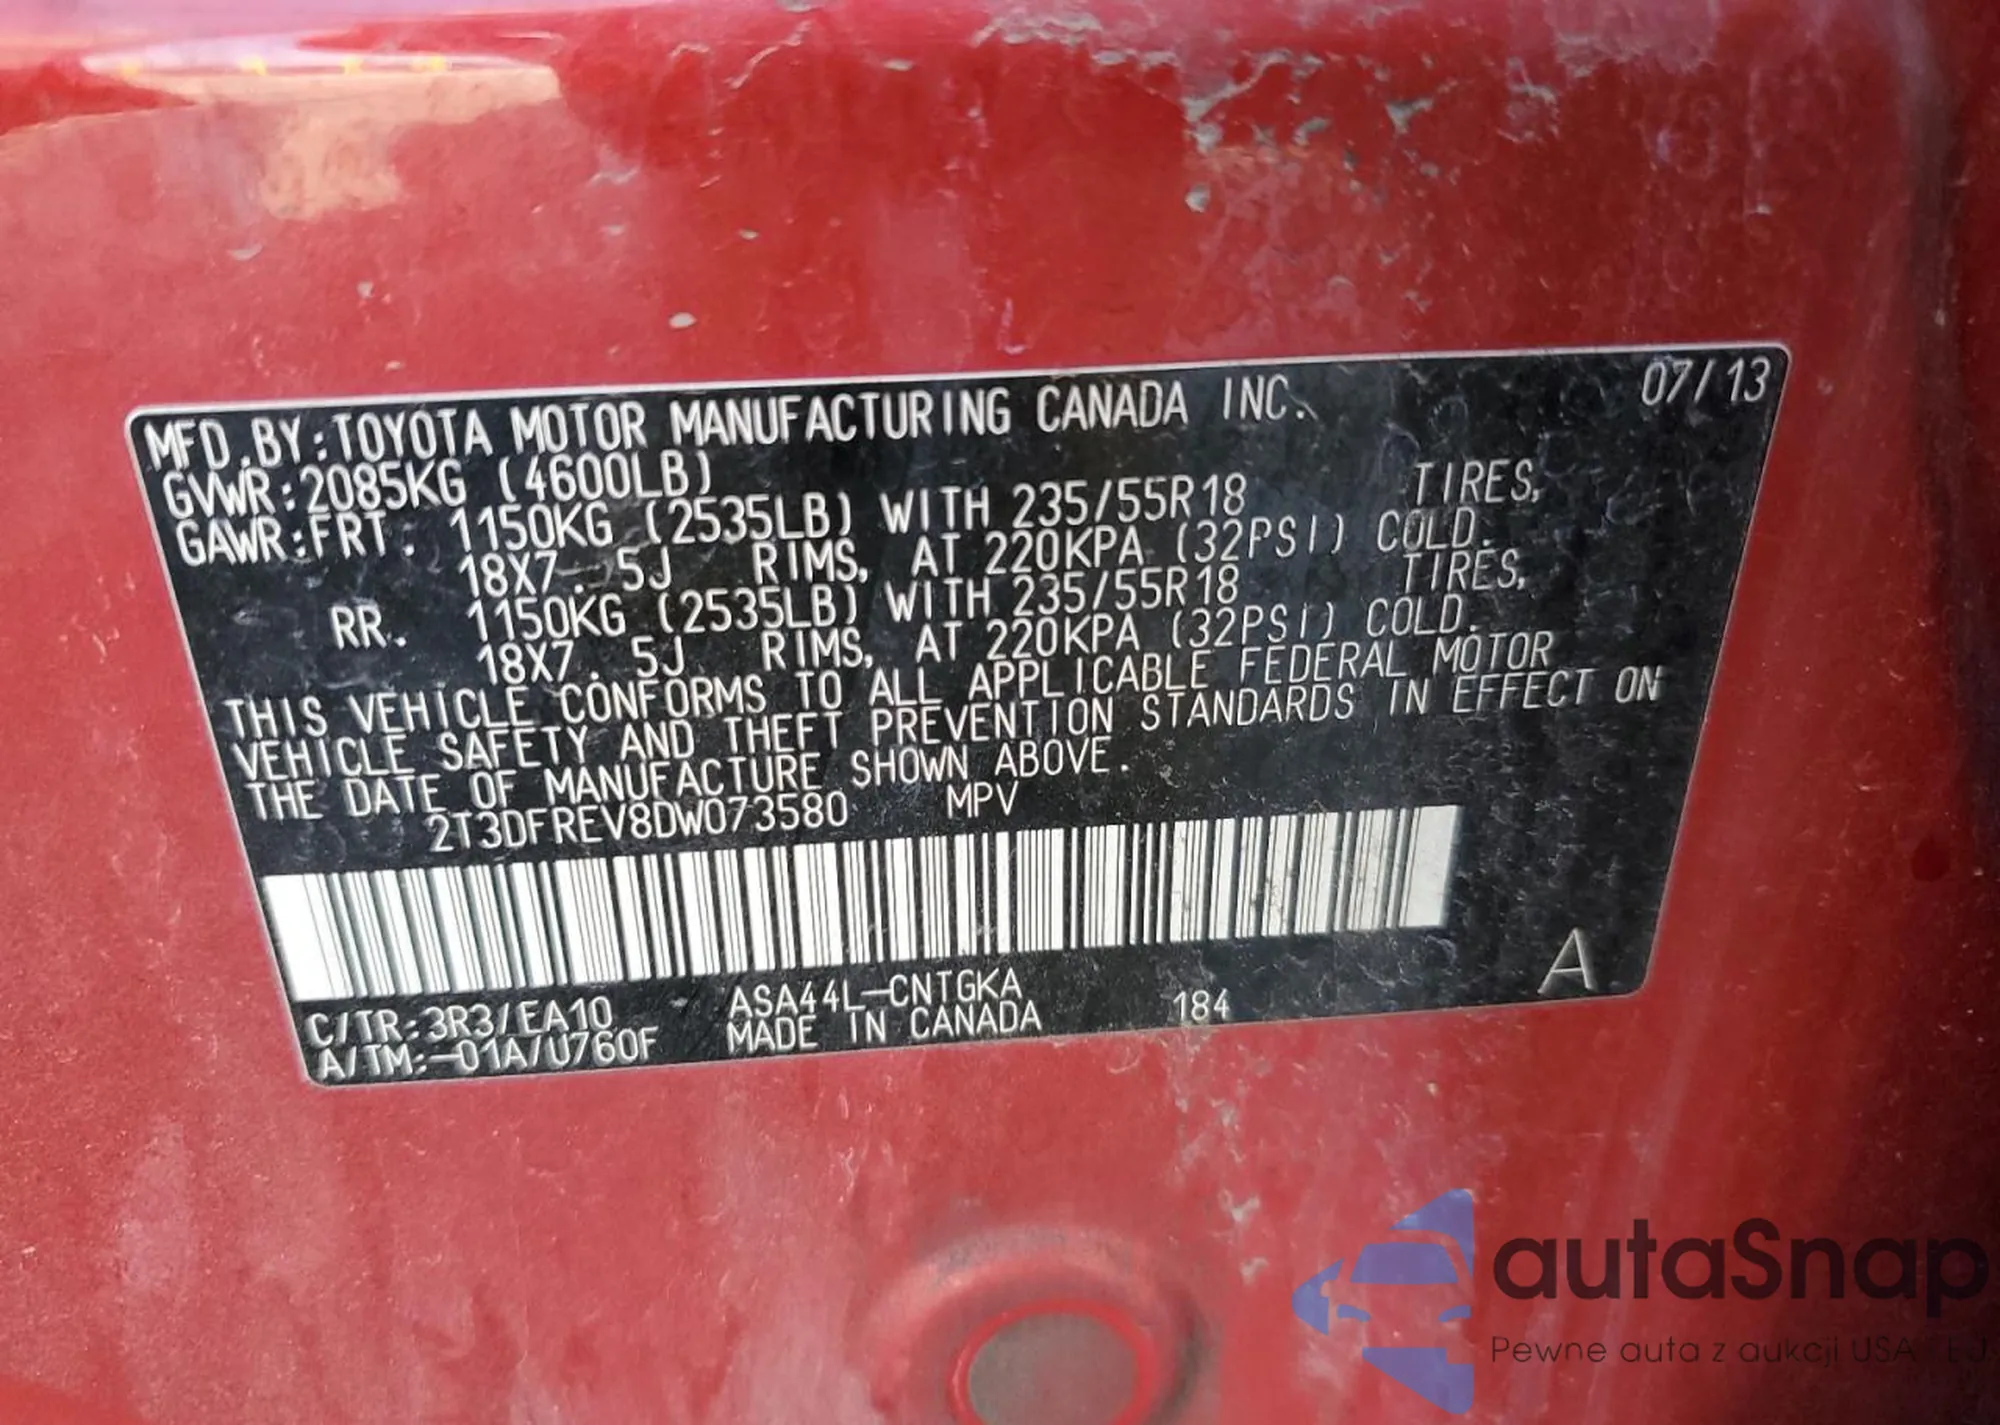 07/13
MFD.BY:TOYOTA MOTOR MANUFACTURING CANADA INC.
GVWR:2085KG (4600LB)
GAWR:FRT. 1150KG (2535LB) WITH 235/55R18 TIRES,
18X7.5J RIMS, AT 220KPA (32PSI) COLD.
RR. 1150KG (2535LB) WITH 235/55R18 TIRES,
18X7.5J RIMS, AT 220KPA (32PSI) COLD.
THIS VEHICLE CONFORMS TO ALL APPLICABLE FEDERAL MOTOR
VEHICLE SAFETY AND THEFT PREVENTION STANDARDS IN EFFECT ON
THE DATE OF MANUFACTURE SHOWN ABOVE.
2T3DFREV8DW073580 MPV
A
C/TR:3R3/EA10 ASA44L-CNTGKA 184
A/TM:-01A/U760F MADE IN CANADA
autaSnap
Pewne auta z aukcji USA